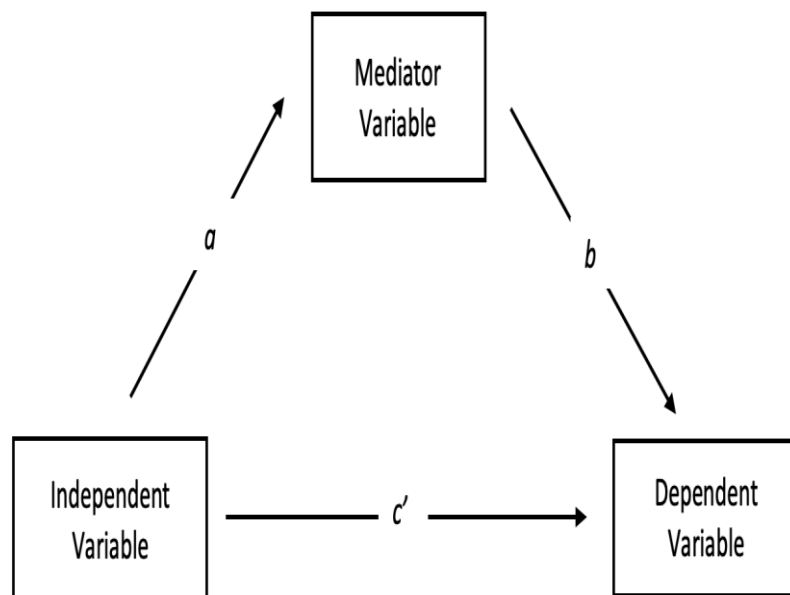 Mediator
Variable
a
b
Independent
Variable
c’
Dependent
Variable